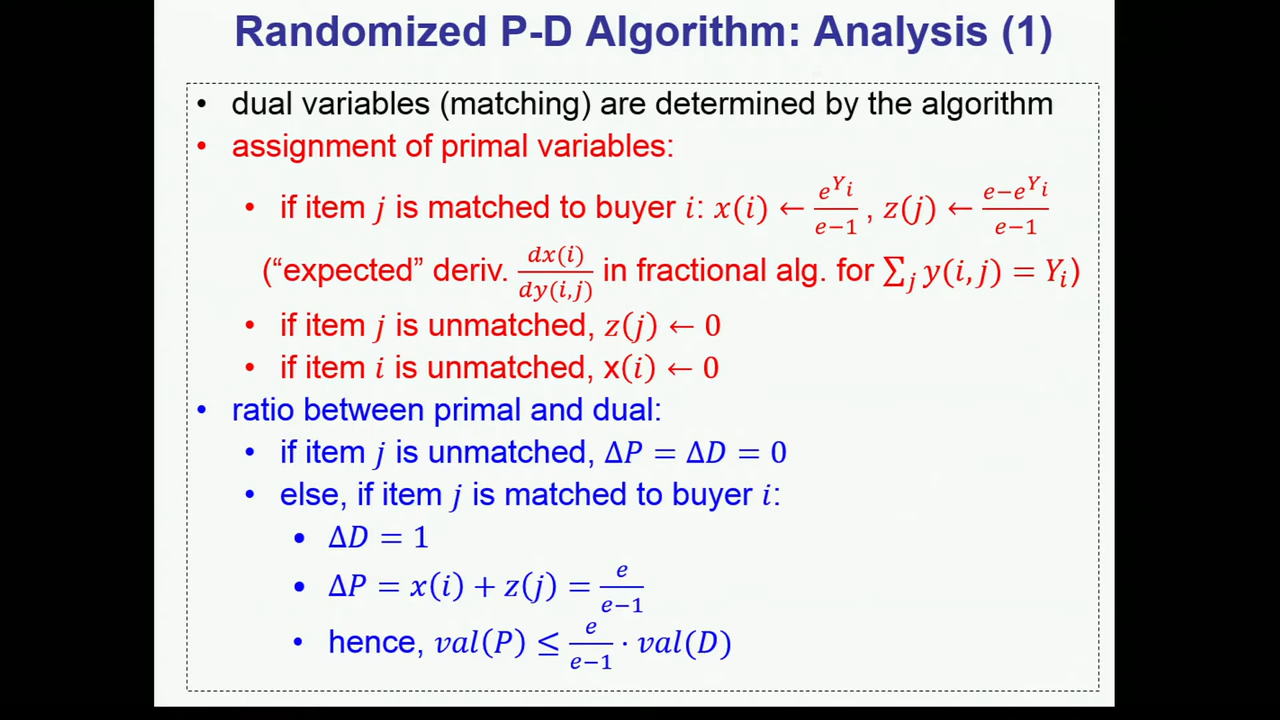 Randomized P-D Algorithm: Analysis (1)
• dual variables (matching) are determined by the algorithm
• assignment of primal variables:
• if item 𝑗 is matched to buyer 𝑖: 𝑥(𝑖) ← e^{Y_i}/(e−1) , 𝑧(𝑗) ← (e−e^{Y_i})/(e−1)
(“expected” deriv. dx(i)/dy(i,j) in fractional alg. for ∑_j 𝑦(𝑖, 𝑗) = Y_i)
• if item 𝑗 is unmatched, 𝑧(𝑗) ← 0
• if item 𝑖 is unmatched, x(𝑖) ← 0
• ratio between primal and dual:
• if item 𝑗 is unmatched, Δ𝑃 = Δ𝐷 = 0
• else, if item 𝑗 is matched to buyer 𝑖:
• Δ𝐷 = 1
• Δ𝑃 = 𝑥(𝑖) + 𝑧(𝑗) = e/(e−1)
• hence, 𝑣𝑎𝑙(𝑃) ≤ e/(e−1) · 𝑣𝑎𝑙(𝐷)